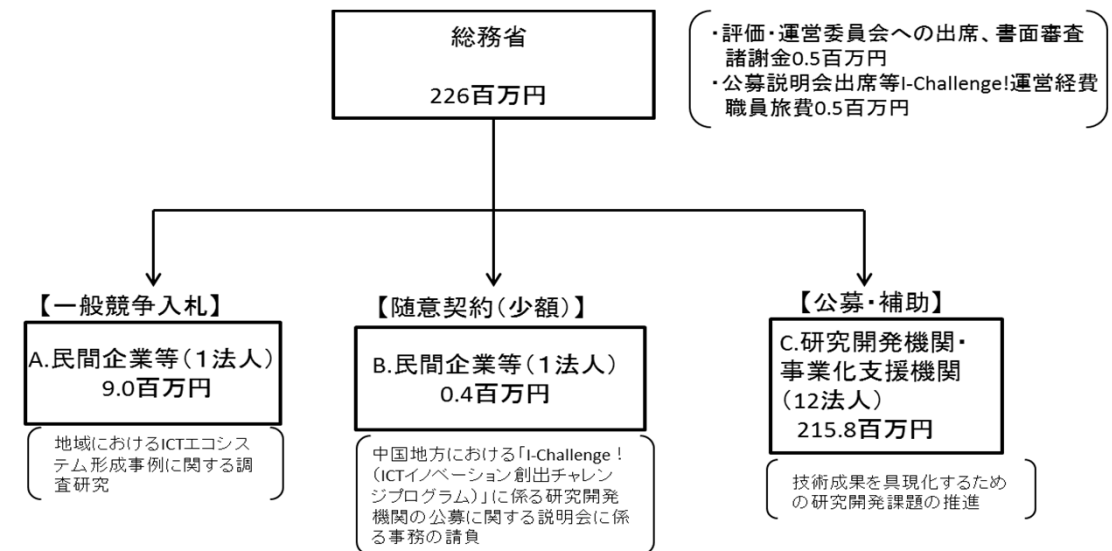 総務省
226百万円
・評価・運営委員会への出席、書面審査
諸謝金0.5百万円
・公募説明会出席等I-Challenge!運営経費
職員旅費0.5百万円
【一般競争入札】
A.民間企業等(１法人)
9.0百万円
地域におけるICTエコシス
テム形成事例に関する調
査研究
【随意契約(少額)】
B.民間企業等(１法人)
0.4百万円
中国地方における「I-Challenge！
(ICTイノベーション創出チャレン
ジプログラム)」に係る研究開発
機関の公募に関する説明会に係
る事務の請負
【公募・補助】
C.研究開発機関・
事業化支援機関
(12法人)
215.8百万円
技術成果を具現化するため
の研究開発課題の推進